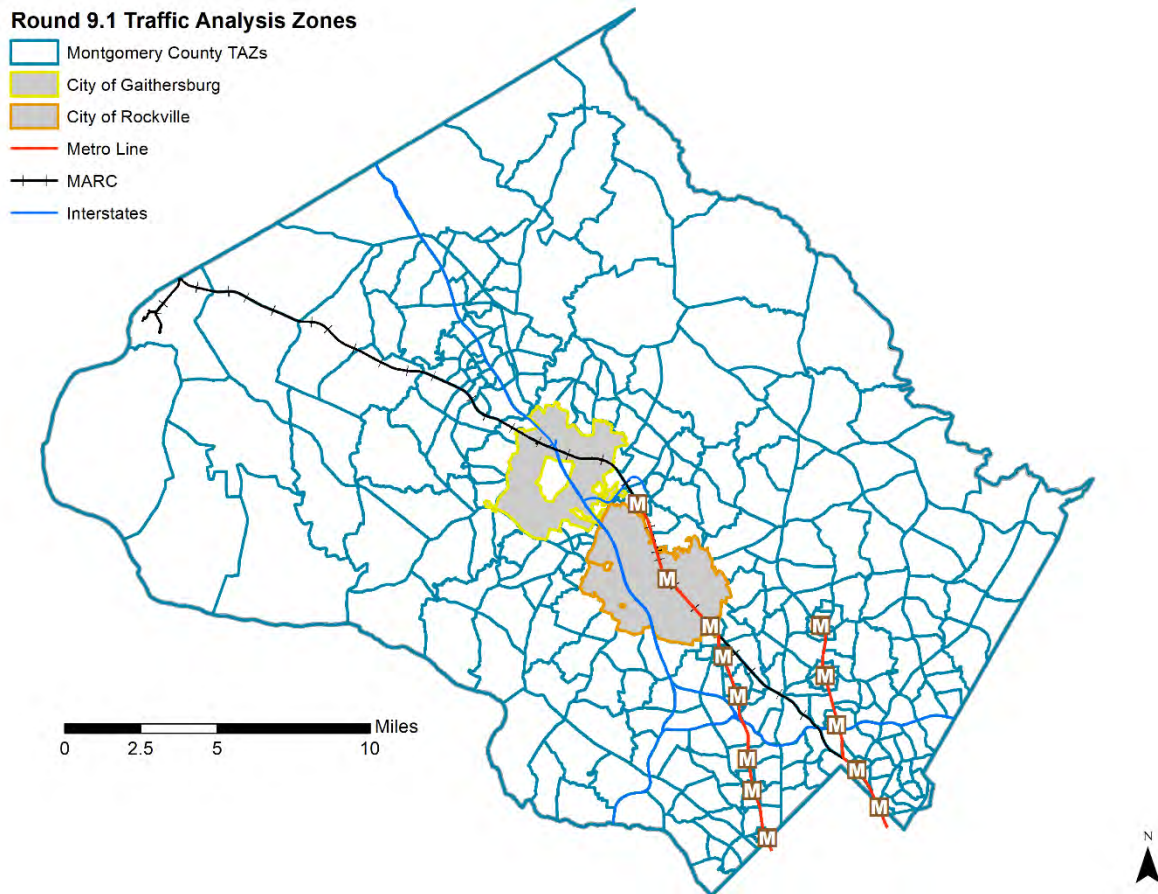 Round 9.1 Traffic Analysis Zones
Montgomery County TAZs
City of Gaithersburg
City of Rockville
Metro Line
MARC
Interstates
M
M
M
M
M
M
M
M
M
M
M
M
M
Miles
0 2.5 5 10
N